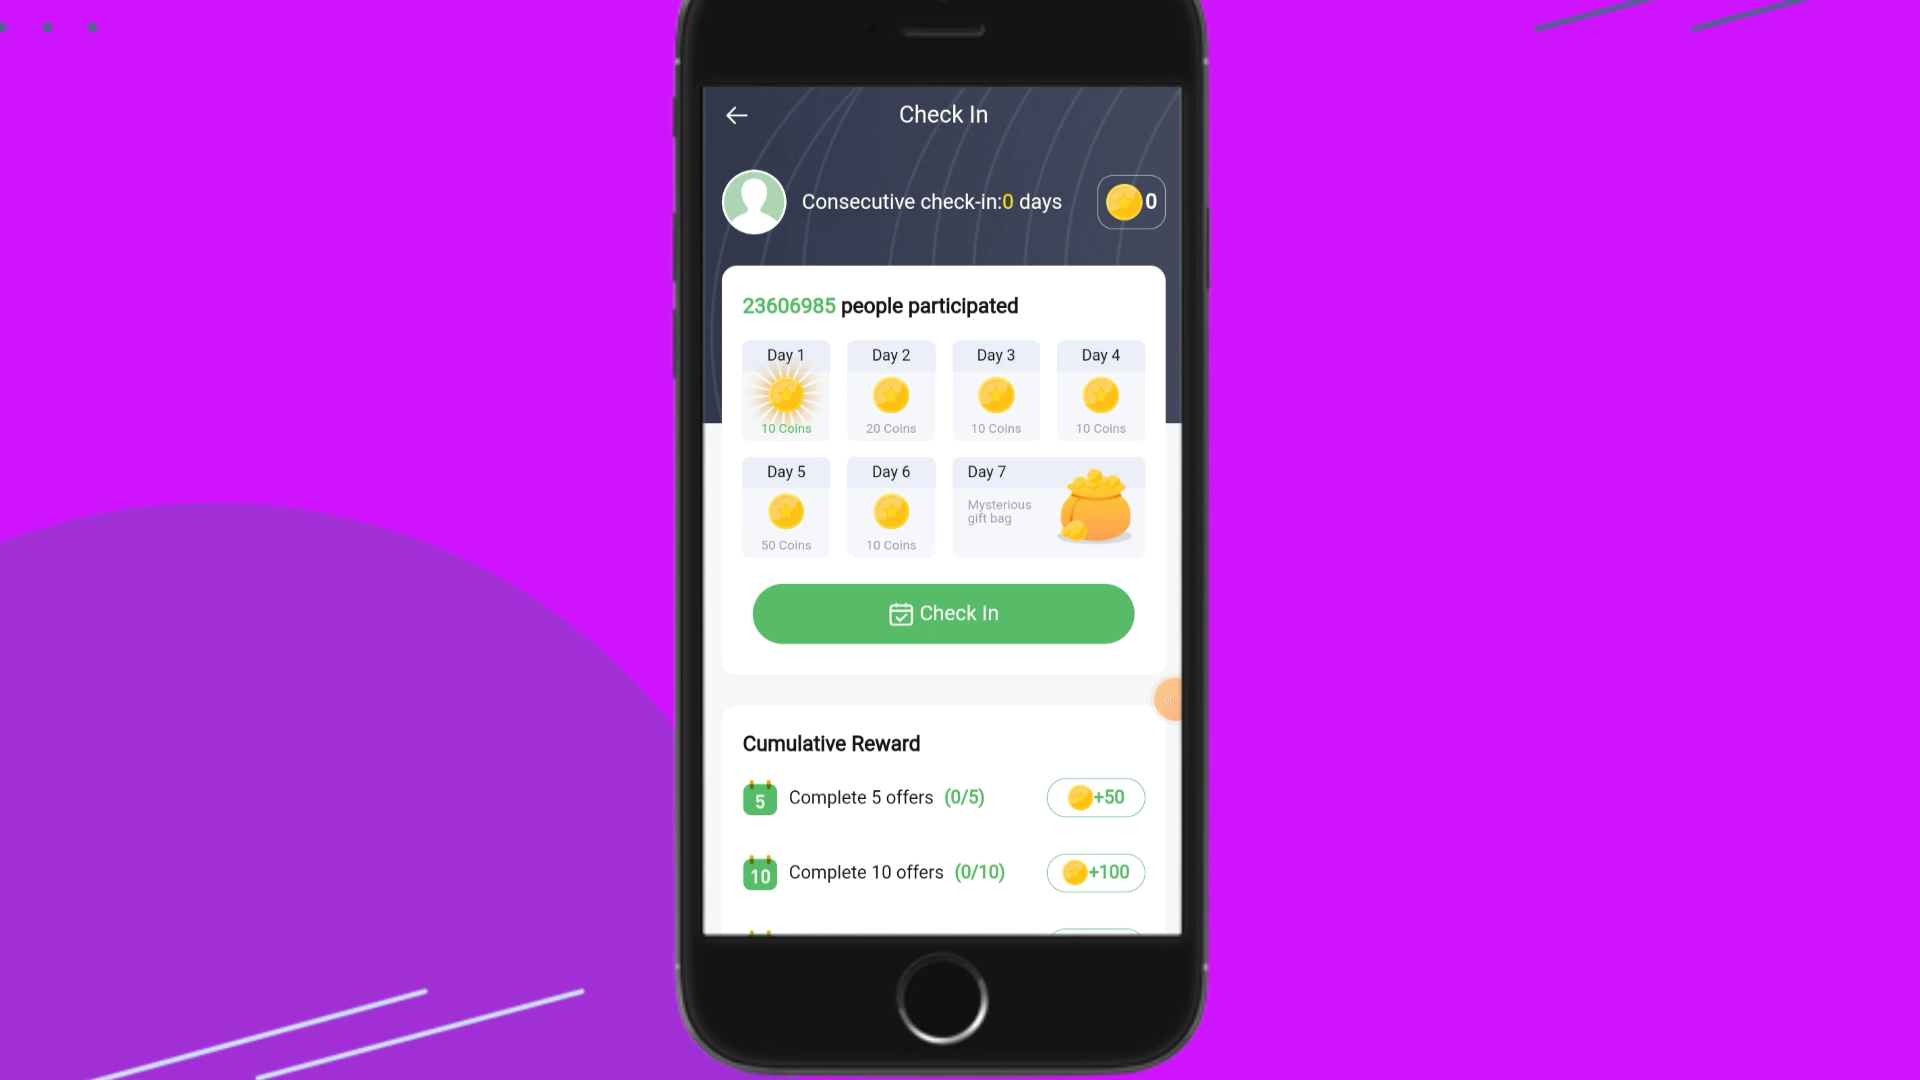 Check In
Consecutive check-in:0 days
0
23606985 people participated
Day 1
Day 2
Day 3
Day 4
10 Coins
20 Coins
10 Coins
10 Coins
Day 5
Day 6
Day 7
Mysterious
gift bag
50 Coins
10 Coins
Check In
Cumulative Reward
5
Complete 5 offers (0/5)
+50
10
Complete 10 offers (0/10)
+100